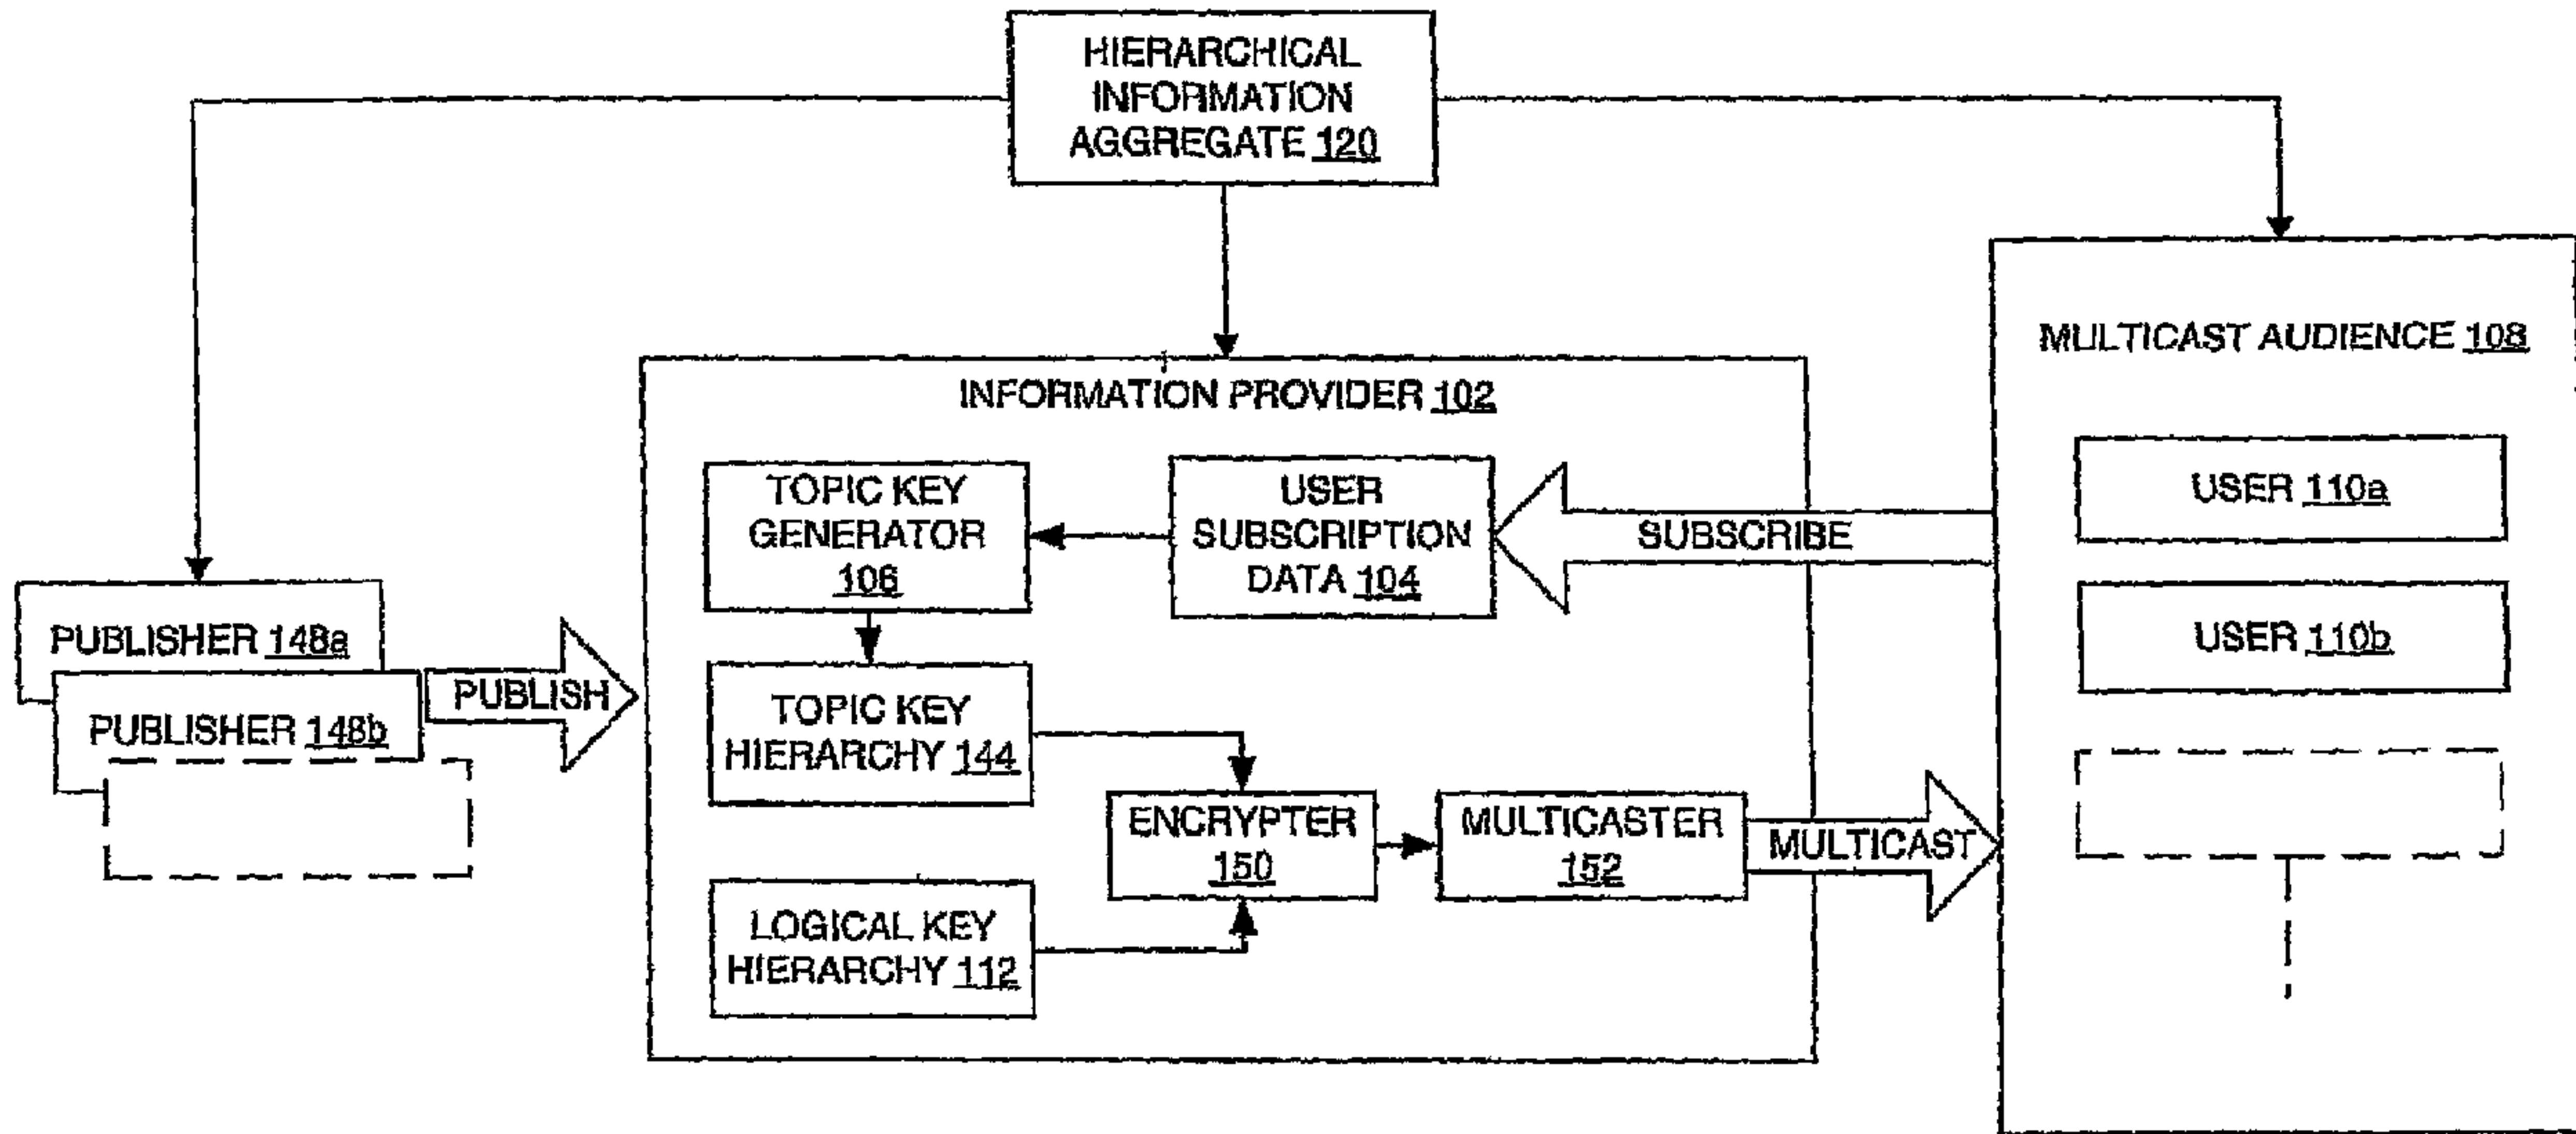 HIERARCHICAL
INFORMATION
AGGREGATE 120
MULTICAST AUDIENCE 108
INFORMATION PROVIDER 102
TOPIC KEY
GENERATOR
106
USER
SUBSCRIPTION
DATA 104
SUBSCRIBE
USER 110a
USER 110b
PUBLISHER 148a
PUBLISHER 148b
PUBLISH
TOPIC KEY
HIERARCHY 144
ENCRYPTER
150
MULTICASTER
152
MULTICAST
LOGICAL KEY
HIERARCHY 112